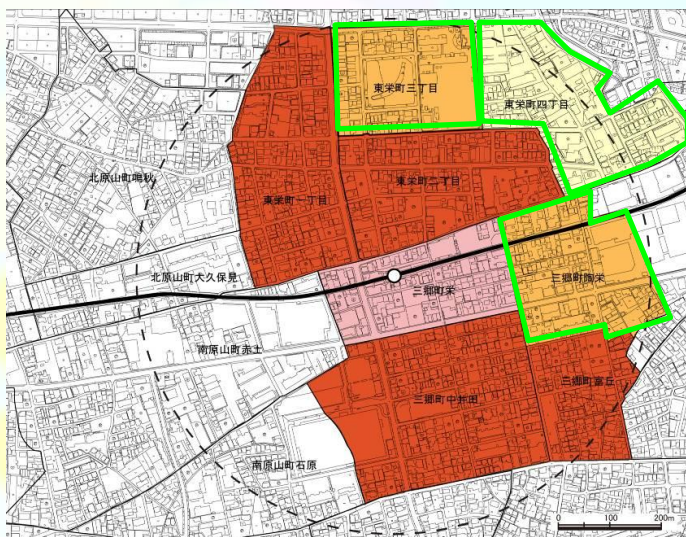 東栄町三丁目
東栄町四丁目
北原山町鳴秋
東栄町一丁目
東栄町二丁目
北原山町大久保見
三郷町栄
三郷町陶栄
南原山町赤土
三郷町中井田
三郷町富丘
南原山町石原
0 100 200m